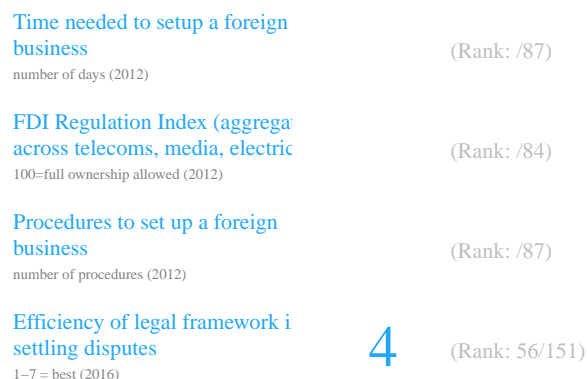 Time needed to setup a foreign
business
(Rank: /87)
number of days (2012)
FDI Regulation Index (aggregat
across telecoms, media, electric
(Rank: /84)
100=full ownership allowed (2012)
Procedures to set up a foreign
business
(Rank: /87)
number of procedures (2012)
Efficiency of legal framework i
settling disputes
4 (Rank: 56/151)
1–7 = best (2016)